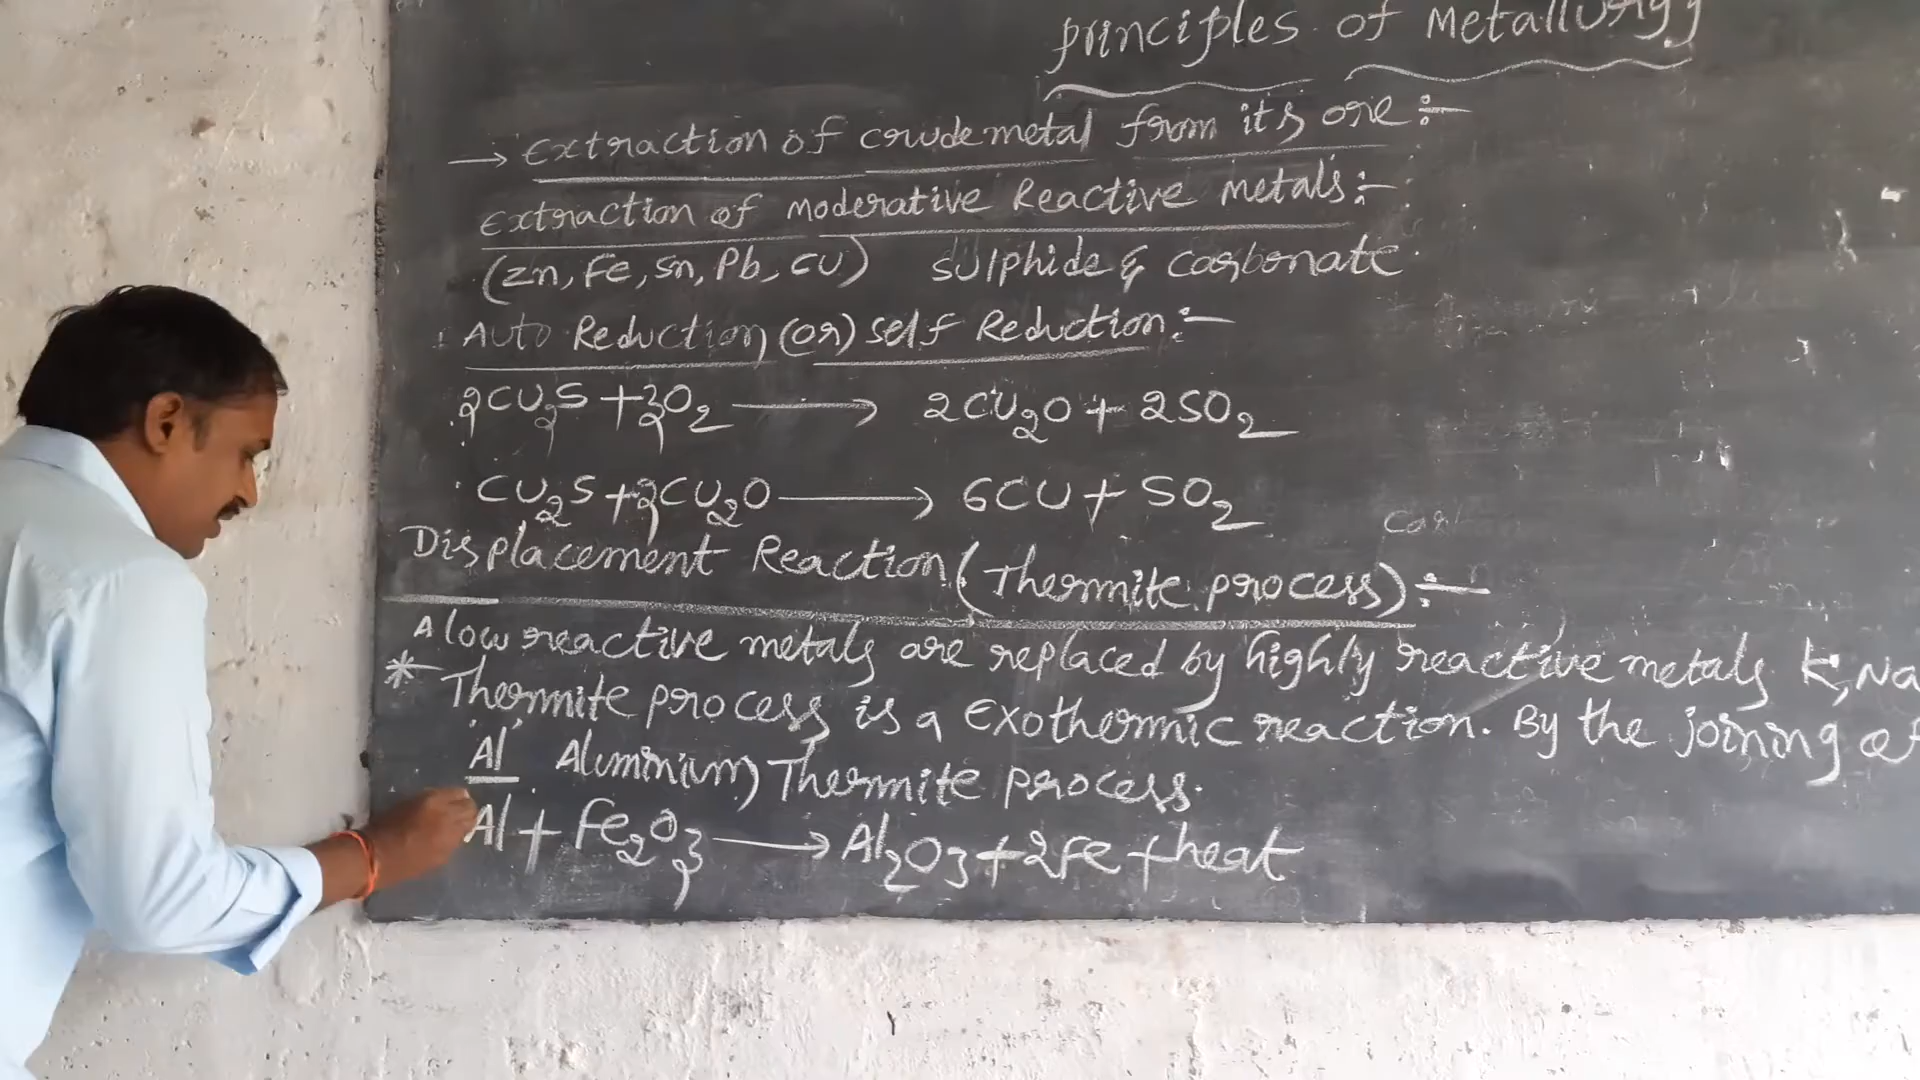 principles of Metallurgy
→ Extraction of crude metal from its ore :-
Extraction of Moderative Reactive metals :-
(Zn, Fe, Sn, Pb, Cu) sulphide & carbonate
Auto Reduction (or) self Reduction :-
2Cu₂S + 3O₂ → 2Cu₂O + 2SO₂
Cu₂S + 2Cu₂O → 6Cu + SO₂
Displacement Reaction (Thermite process) :-
A low reactive metals are replaced by highly reactive metals K, Na
* Thermite process is a Exothermic reaction. By the joining of
Al Aluminium Thermite process.
Al + Fe₂O₃ → Al₂O₃ + 2Fe + heat